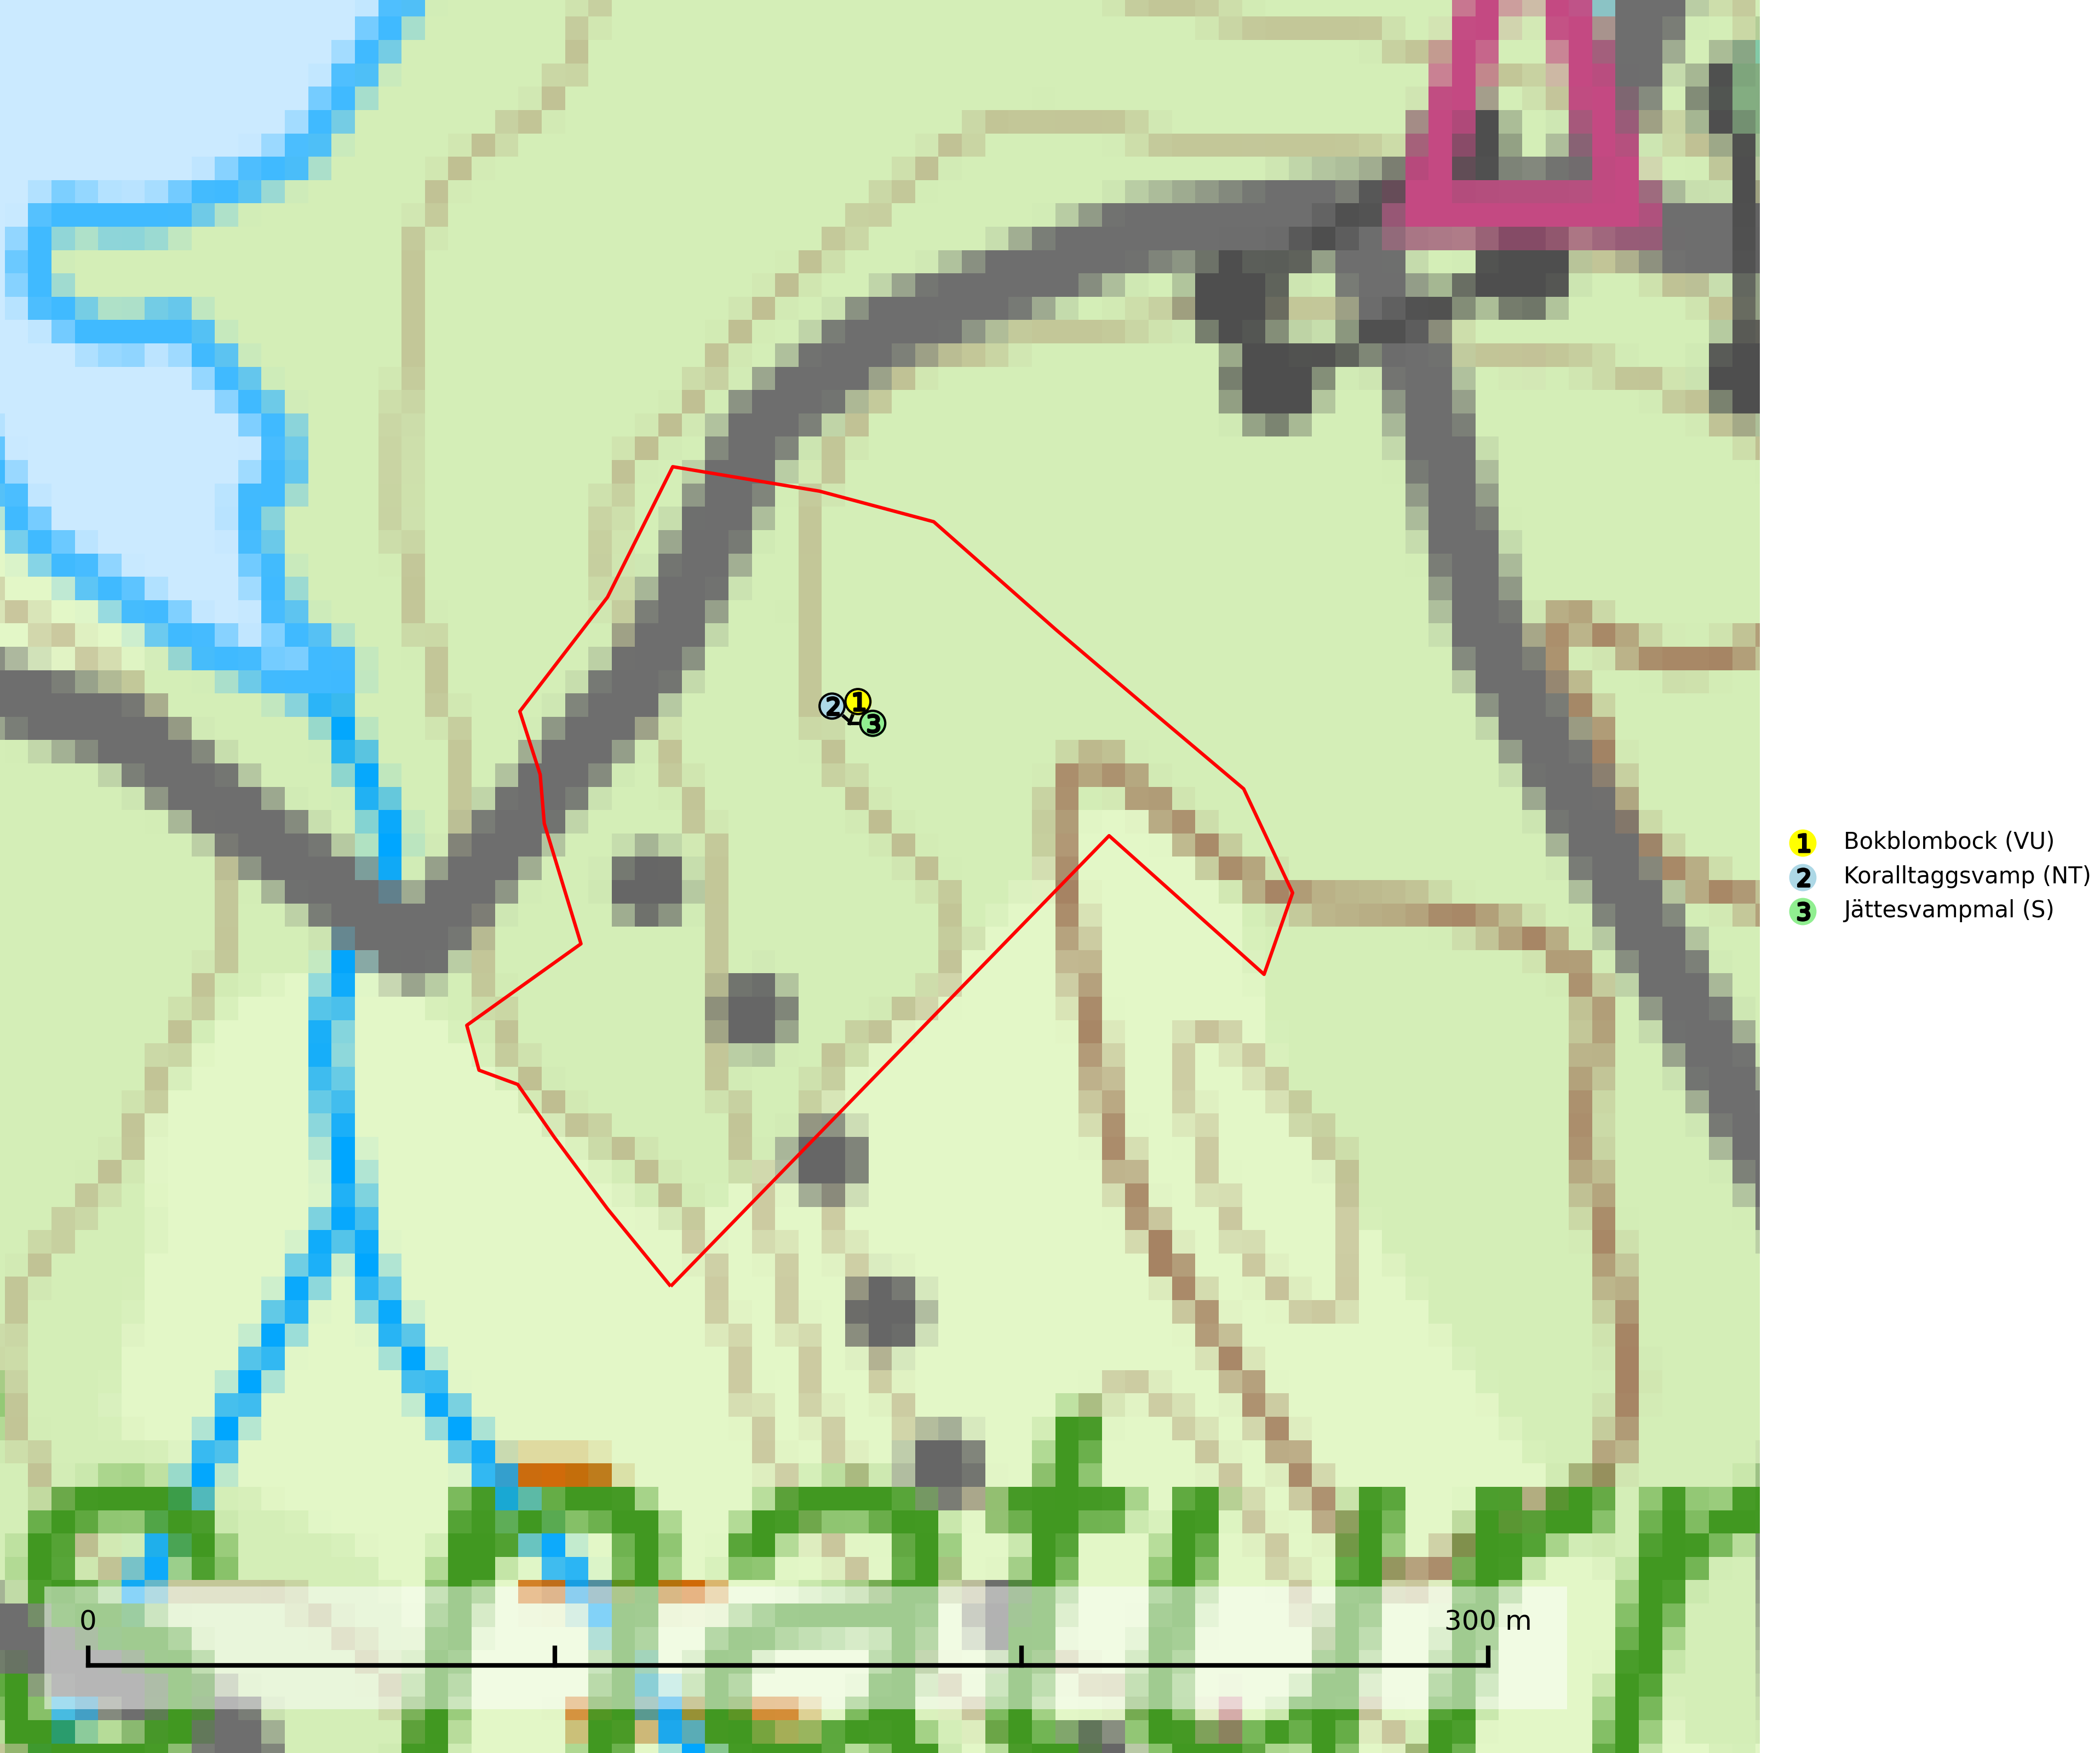 1 Bokblombock (VU)
2 Koralltaggsvamp (NT)
3 Jättesvampmal (S)
2 1
3
0 300 m